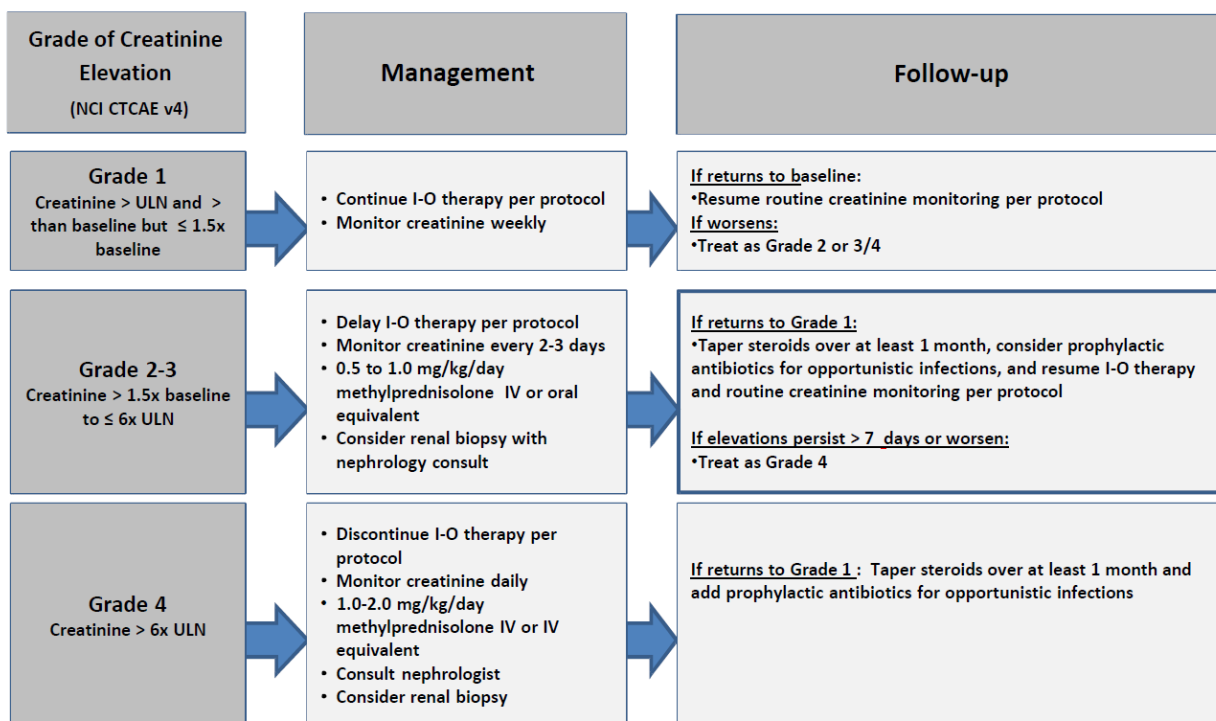 Grade of Creatinine
Elevation
(NCI CTCAE v4)
Management
Follow-up
Grade 1
Creatinine > ULN and >
than baseline but ≤ 1.5x
baseline
• Continue I-O therapy per protocol
• Monitor creatinine weekly
If returns to baseline:
•Resume routine creatinine monitoring per protocol
If worsens:
•Treat as Grade 2 or 3/4
Grade 2-3
Creatinine > 1.5x baseline
to ≤ 6x ULN
• Delay I-O therapy per protocol
• Monitor creatinine every 2-3 days
• 0.5 to 1.0 mg/kg/day
methylprednisolone IV or oral
equivalent
• Consider renal biopsy with
nephrology consult
If returns to Grade 1:
•Taper steroids over at least 1 month, consider prophylactic
antibiotics for opportunistic infections, and resume I-O therapy
and routine creatinine monitoring per protocol
If elevations persist > 7 days or worsen:
•Treat as Grade 4
Grade 4
Creatinine > 6x ULN
• Discontinue I-O therapy per
protocol
• Monitor creatinine daily
• 1.0-2.0 mg/kg/day
methylprednisolone IV or IV
equivalent
• Consult nephrologist
• Consider renal biopsy
If returns to Grade 1 : Taper steroids over at least 1 month and
add prophylactic antibiotics for opportunistic infections